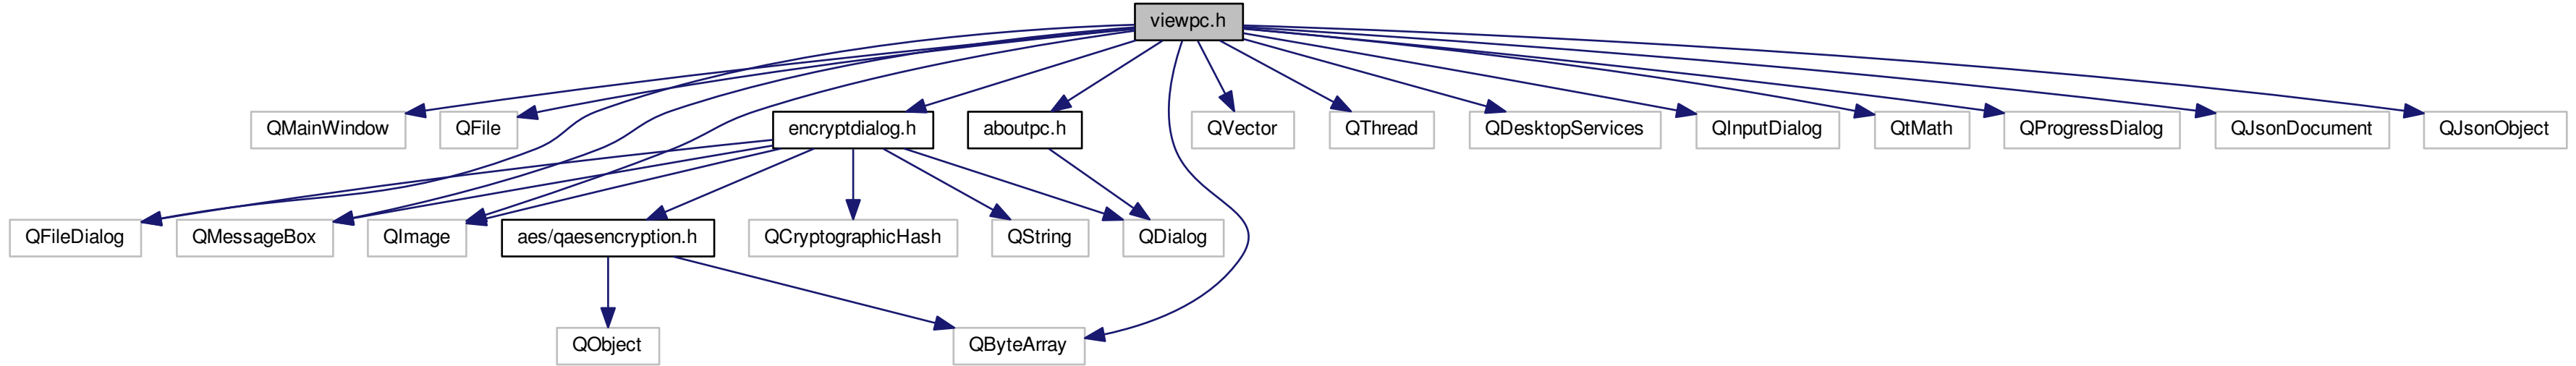 viewpc.h
QMainWindow
QFile
encryptdialog.h
aboutpc.h
QVector
QThread
QDesktopServices
QInputDialog
QtMath
QProgressDialog
QJsonDocument
QJsonObject
QFileDialog
QMessageBox
QImage
aes/qaesencryption.h
QCryptographicHash
QString
QDialog
QObject
QByteArray